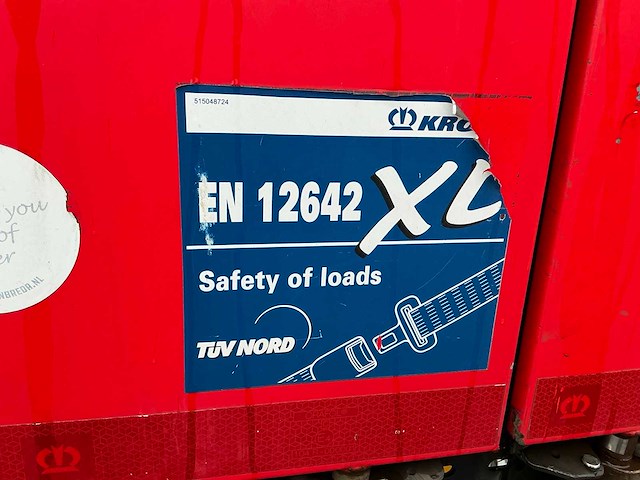 515048724
KRO
EN 12642 XL
Safety of loads
TÜV NORD
you
of
er
NBREDA.NL